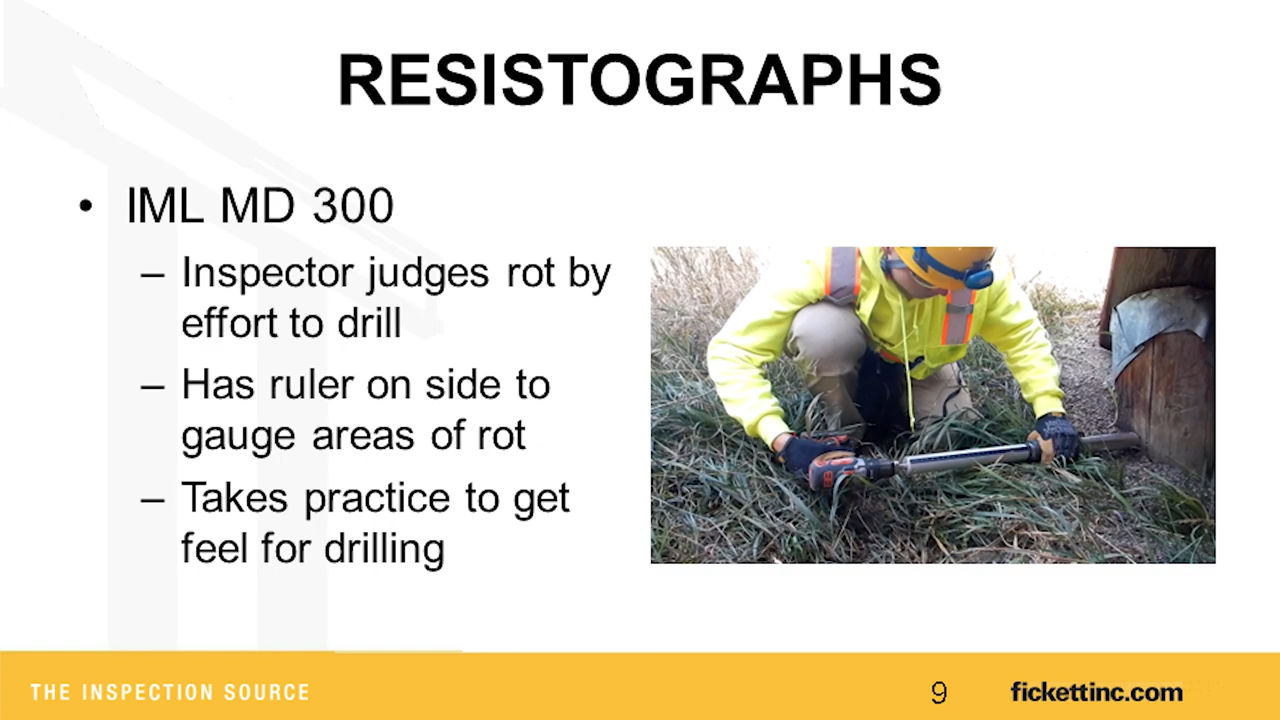 RESISTOGRAPHS
• IML MD 300
– Inspector judges rot by
effort to drill
– Has ruler on side to
gauge areas of rot
– Takes practice to get
feel for drilling
THE INSPECTION SOURCE
9
fickettinc.com